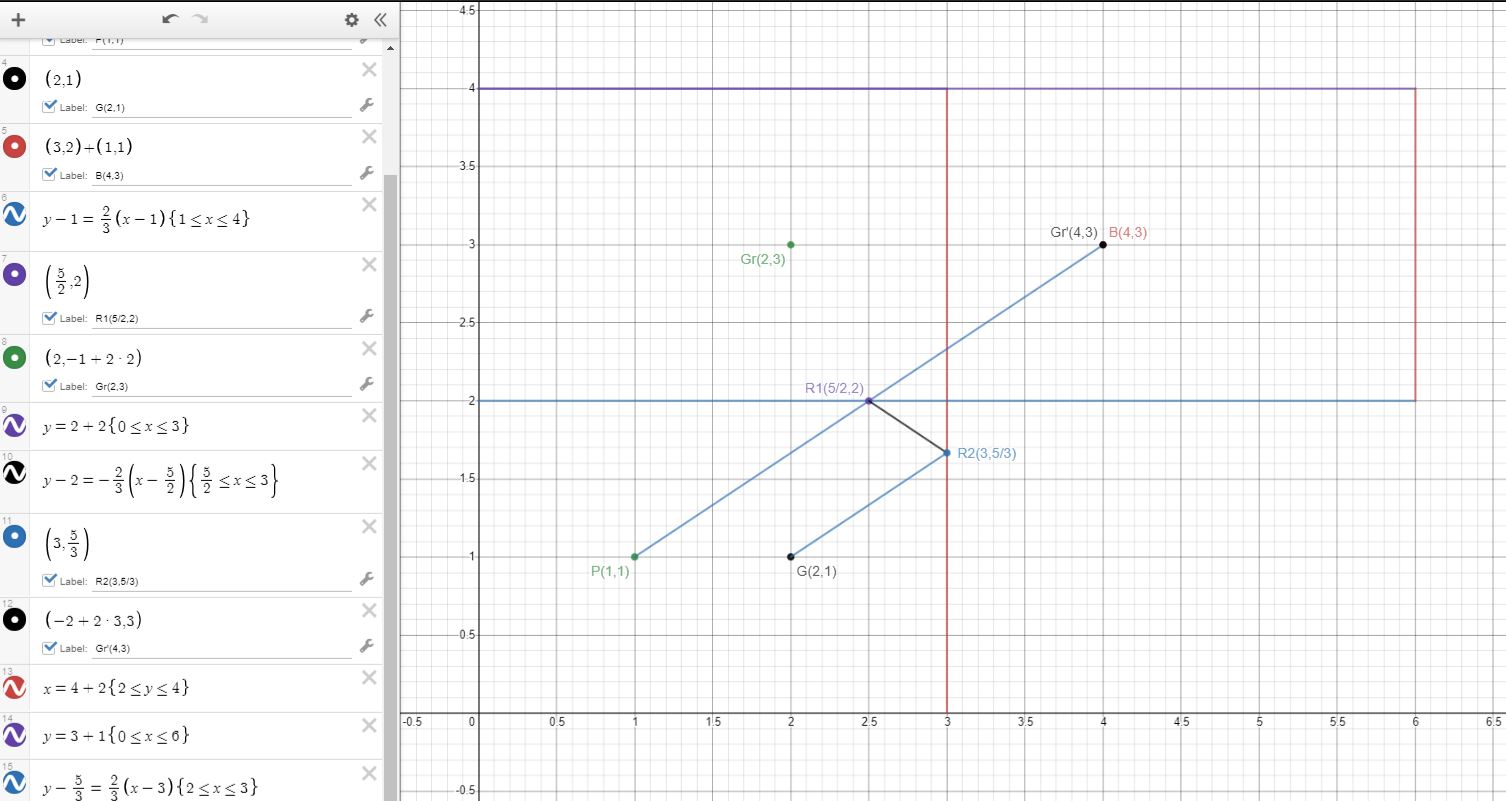 Label: P(1,1)
4
(2,1)
Label: G(2,1)
5
(3,2)+(1,1)
Label: B(4,3)
6
y − 1 = 2/3 (x − 1){1 ≤ x ≤ 4}
7
(5/2, 2)
Label: R1(5/2,2)
8
(2,−1 + 2 · 2)
Label: Gr(2,3)
9
y = 2 + 2{0 ≤ x ≤ 3}
10
y − 2 = −2/3 (x − 5/2){5/2 ≤ x ≤ 3}
11
(3, 5/3)
Label: R2(3,5/3)
12
(−2 + 2 · 3,3)
Label: Gr'(4,3)
13
x = 4 + 2{2 ≤ y ≤ 4}
14
y = 3 + 1{0 ≤ x ≤ 6}
15
y − 5/3 = 2/3 (x − 3){2 ≤ x ≤ 3}
4.5
4
3.5
Gr'(4,3) B(4,3)
3
Gr(2,3)
2.5
R1(5/2,2)
2
R2(3,5/3)
1.5
1
P(1,1) G(2,1)
0.5
-0.5 0 0.5 1 1.5 2 2.5 3 3.5 4 4.5 5 5.5 6 6.5
-0.5